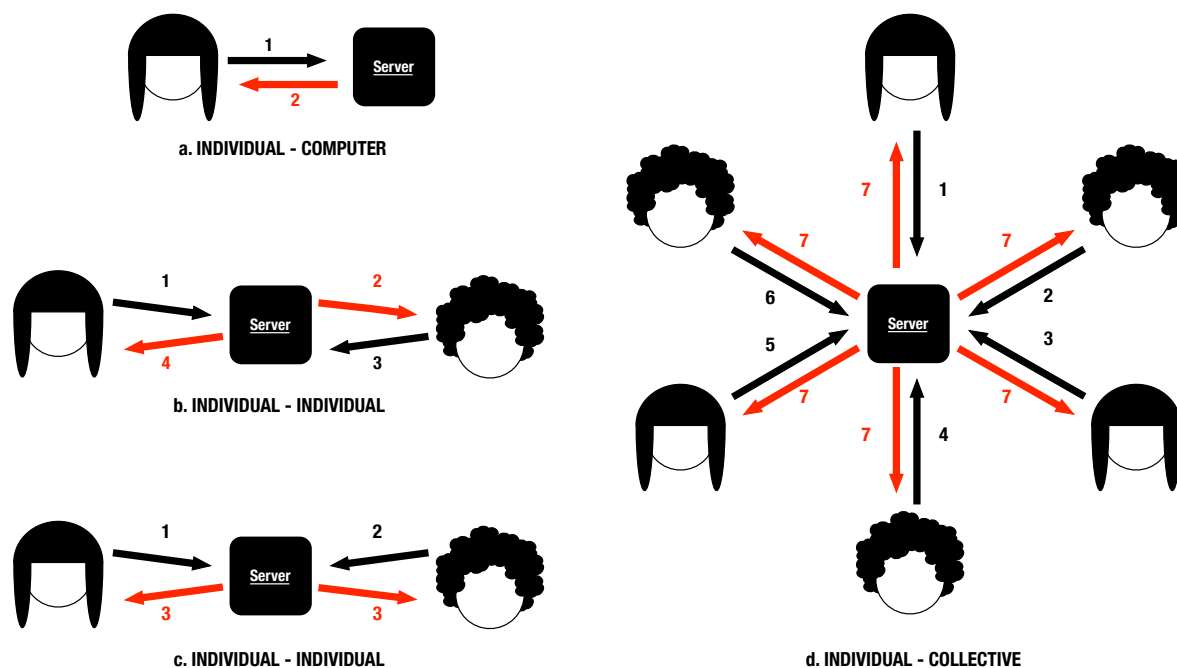 1
Server
2
a. INDIVIDUAL - COMPUTER
1
2
Server
4
3
b. INDIVIDUAL - INDIVIDUAL
1
2
Server
3
3
c. INDIVIDUAL - INDIVIDUAL
7
1
7
7
6
2
Server
5
3
7
7
7
4
d. INDIVIDUAL - COLLECTIVE